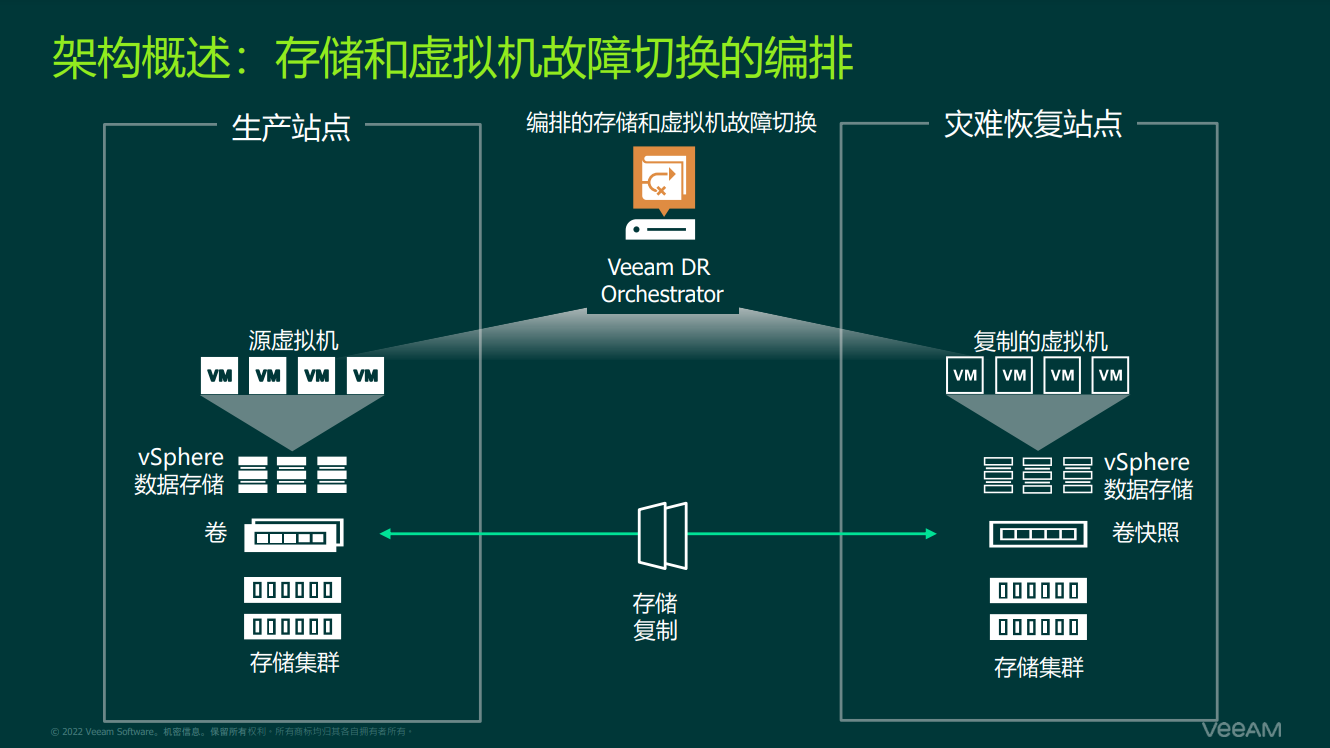 架构概述：存储和虚拟机故障切换的编排
生产站点
编排的存储和虚拟机故障切换
灾难恢复站点
Veeam DR
Orchestrator
源虚拟机
VM VM VM VM
复制的虚拟机
VM VM VM VM
vSphere
数据存储
vSphere
数据存储
卷
卷快照
存储
复制
存储集群
存储集群
© 2022 Veeam Software。机密信息。保留所有权利。所有商标均归其各自拥有者所有。
veeam